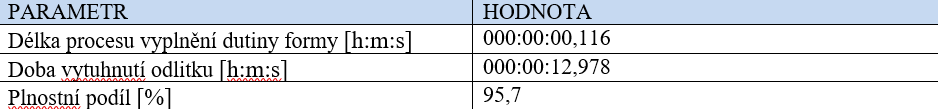 PARAMETR HODNOTA
Délka procesu vyplnění dutiny formy [h:m:s] 000:00:00,116
Doba vytuhnutí odlitku [h:m:s] 000:00:12,978
Plnostní podíl [%] 95,7